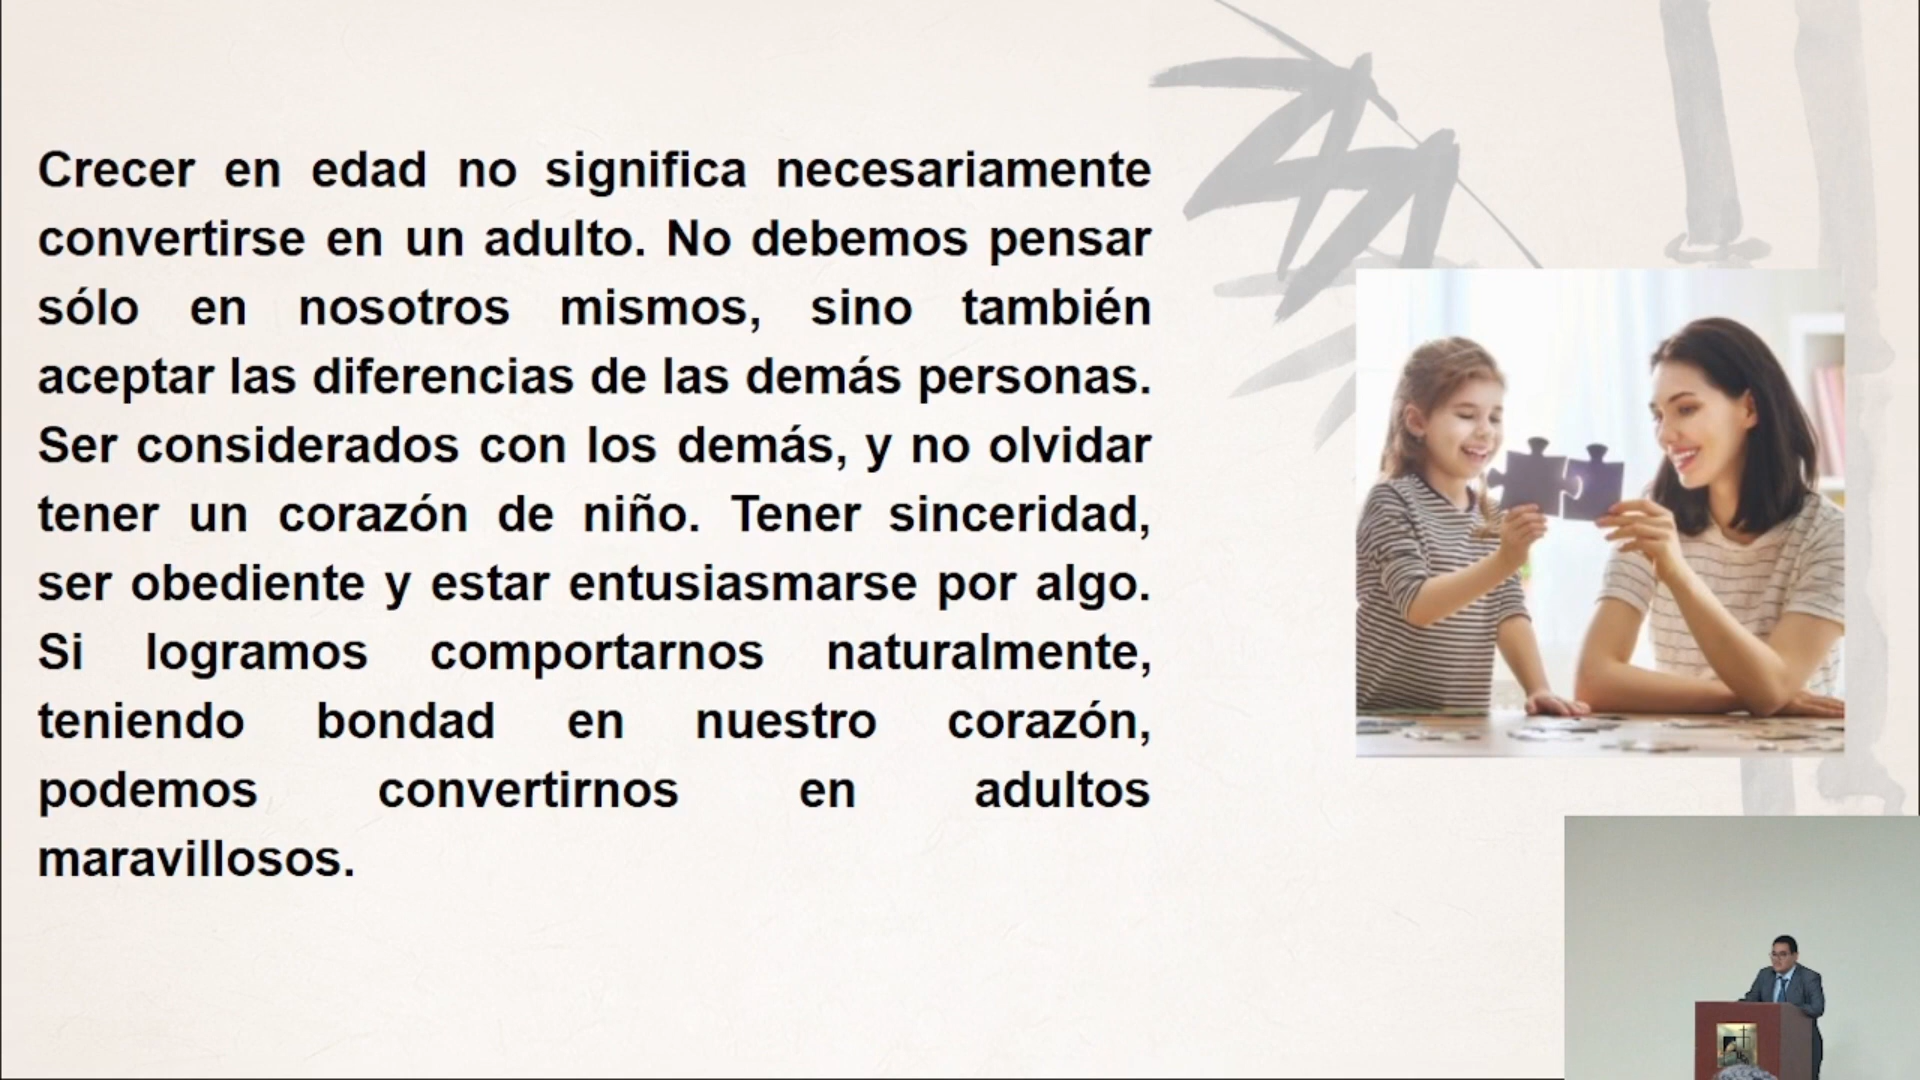 Crecer en edad no significa necesariamente
convertirse en un adulto. No debemos pensar
sólo en nosotros mismos, sino también
aceptar las diferencias de las demás personas.
Ser considerados con los demás, y no olvidar
tener un corazón de niño. Tener sinceridad,
ser obediente y estar entusiasmarse por algo.
Si logramos comportarnos naturalmente,
teniendo bondad en nuestro corazón,
podemos convertirnos en adultos
maravillosos.